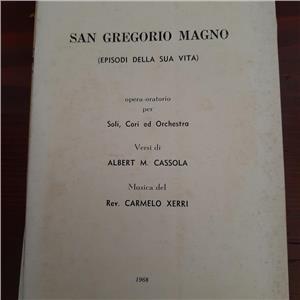 SAN GREGORIO MAGNO
(EPISODI DELLA SUA VITA)
opera-oratorio
per
Soli, Cori ed Orchestra
Versi di
ALBERT M. CASSOLA
Musica del
Rev. CARMELO XERRI
1968